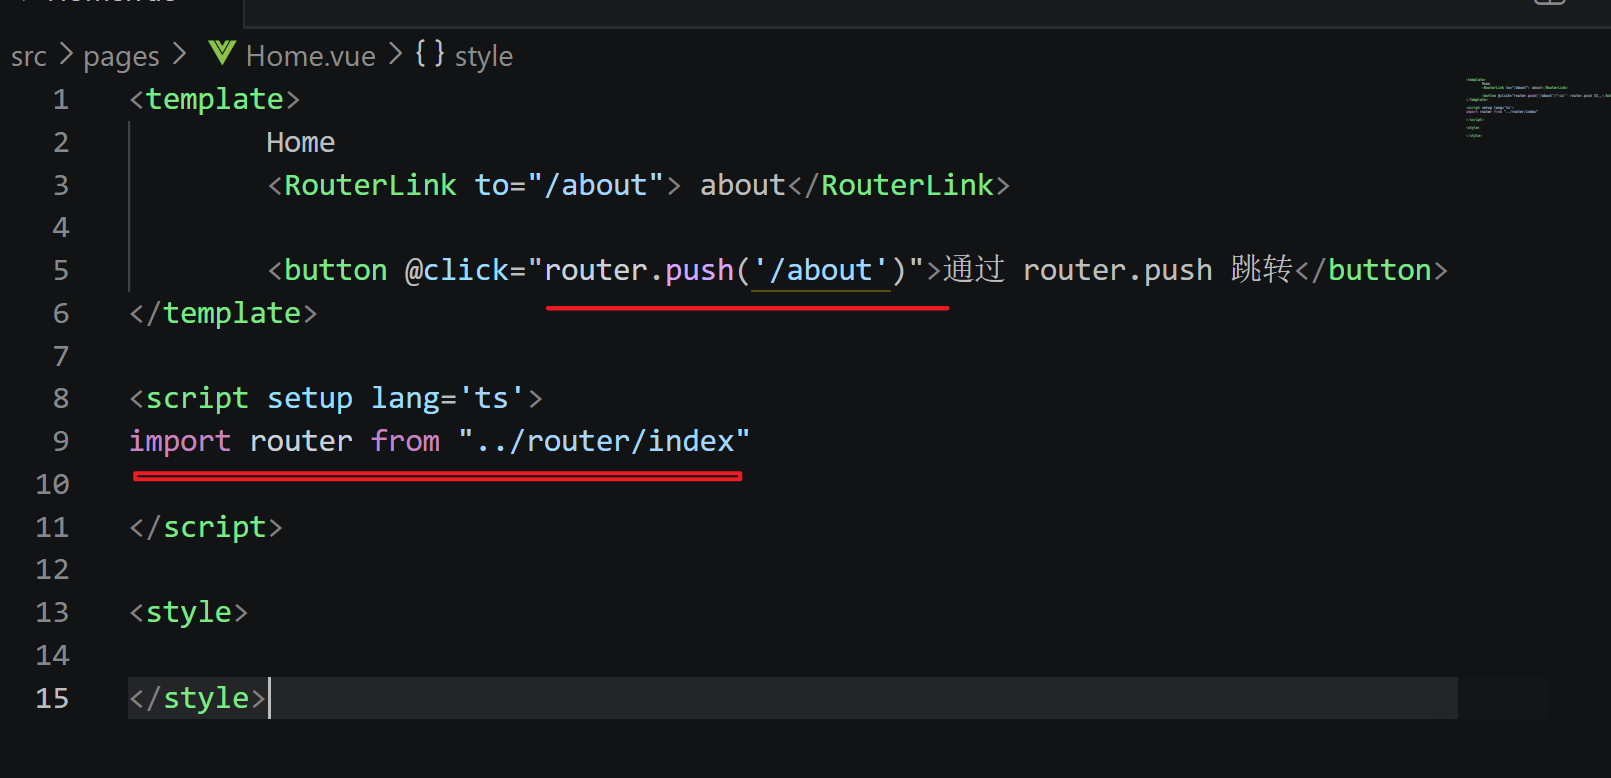 src > pages > Home.vue > {} style
1 <template>
2 Home
3 <RouterLink to="/about"> about</RouterLink>
4
5 <button @click="router.push('/about')">通过 router.push 跳转</button>
6 </template>
7
8 <script setup lang='ts'>
9 import router from "../router/index"
10
11 </script>
12
13 <style>
14
15 </style>